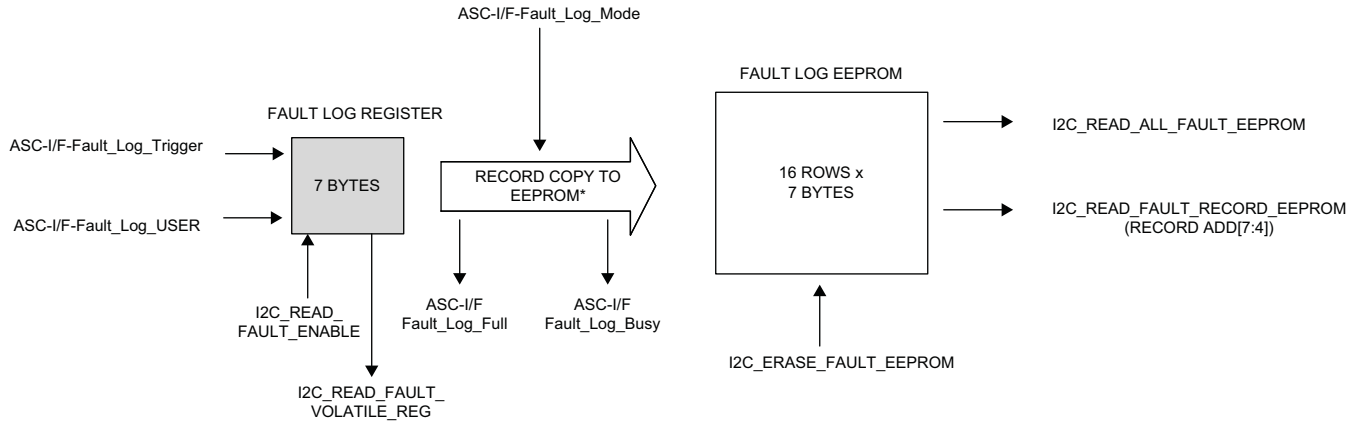 ASC-I/F-Fault_Log_Mode
FAULT LOG EEPROM
FAULT LOG REGISTER
ASC-I/F-Fault_Log_Trigger
ASC-I/F-Fault_Log_USER
7 BYTES
RECORD COPY TO
EEPROM*
16 ROWS x
7 BYTES
I2C_READ_ALL_FAULT_EEPROM
I2C_READ_FAULT_RECORD_EEPROM
(RECORD ADD[7:4])
I2C_READ_
FAULT_ENABLE
ASC-I/F
Fault_Log_Full
ASC-I/F
Fault_Log_Busy
I2C_ERASE_FAULT_EEPROM
I2C_READ_FAULT_
VOLATILE_REG